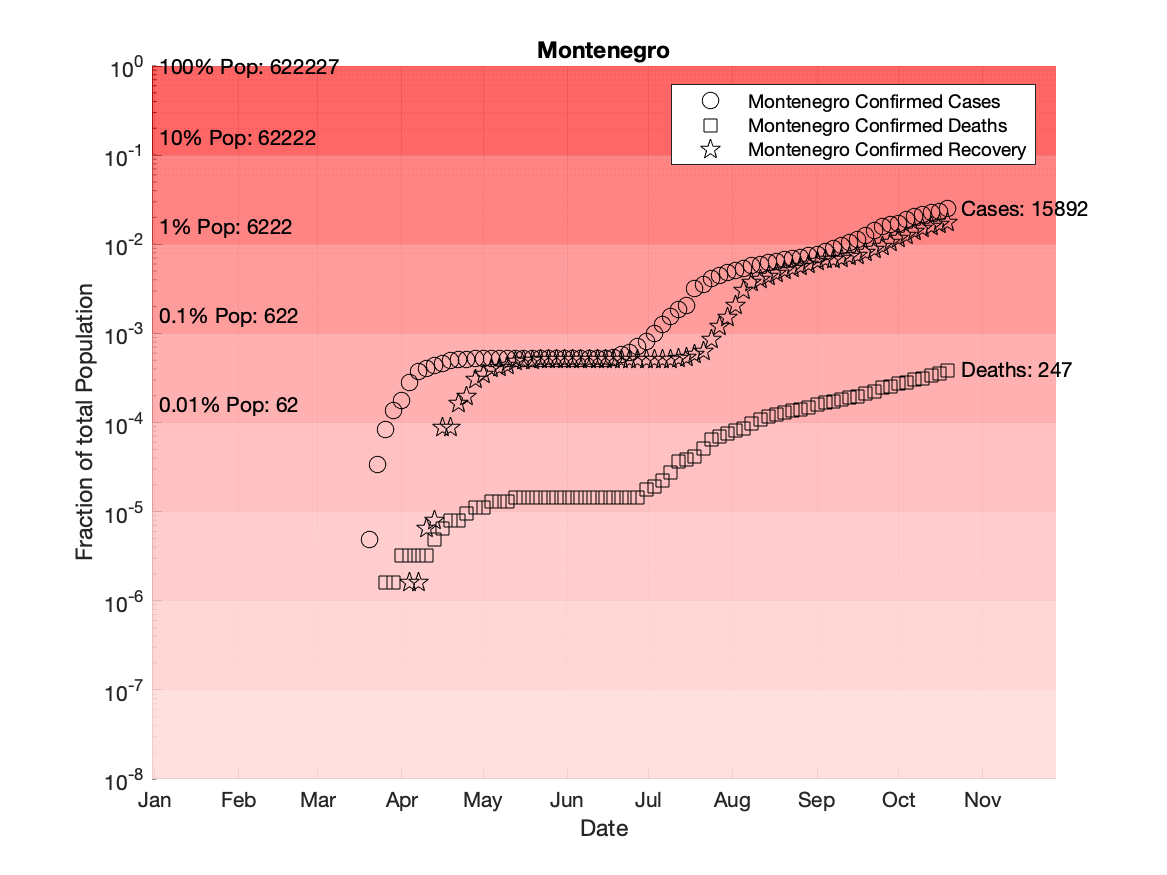 Montenegro
10^0
100% Pop: 622227
Montenegro Confirmed Cases
Montenegro Confirmed Deaths
Montenegro Confirmed Recovery
10% Pop: 62222
10^-1
Cases: 15892
1% Pop: 6222
10^-2
0.1% Pop: 622
10^-3
Deaths: 247
0.01% Pop: 62
10^-4
10^-5
10^-6
10^-7
10^-8
Fraction of total Population
Jan Feb Mar Apr May Jun Jul Aug Sep Oct Nov
Date